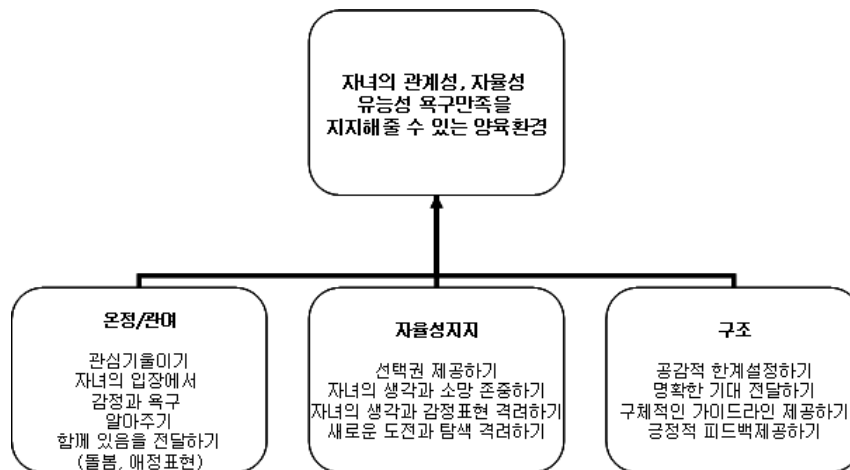 자녀의 관계성, 자율성
유능성 욕구만족을
지지해줄 수 있는 양육환경
온정/관여
관심기울이기
자녀의 입장에서
감정과 욕구
알아주기
함께 있음을 전달하기
(돌봄, 애정표현)
자율성지지
선택권 제공하기
자녀의 생각과 소망 존중하기
자녀의 생각과 감정표현 격려하기
새로운 도전과 탐색 격려하기
구조
공감적 한계설정하기
명확한 기대 전달하기
구체적인 가이드라인 제공하기
긍정적 피드백제공하기